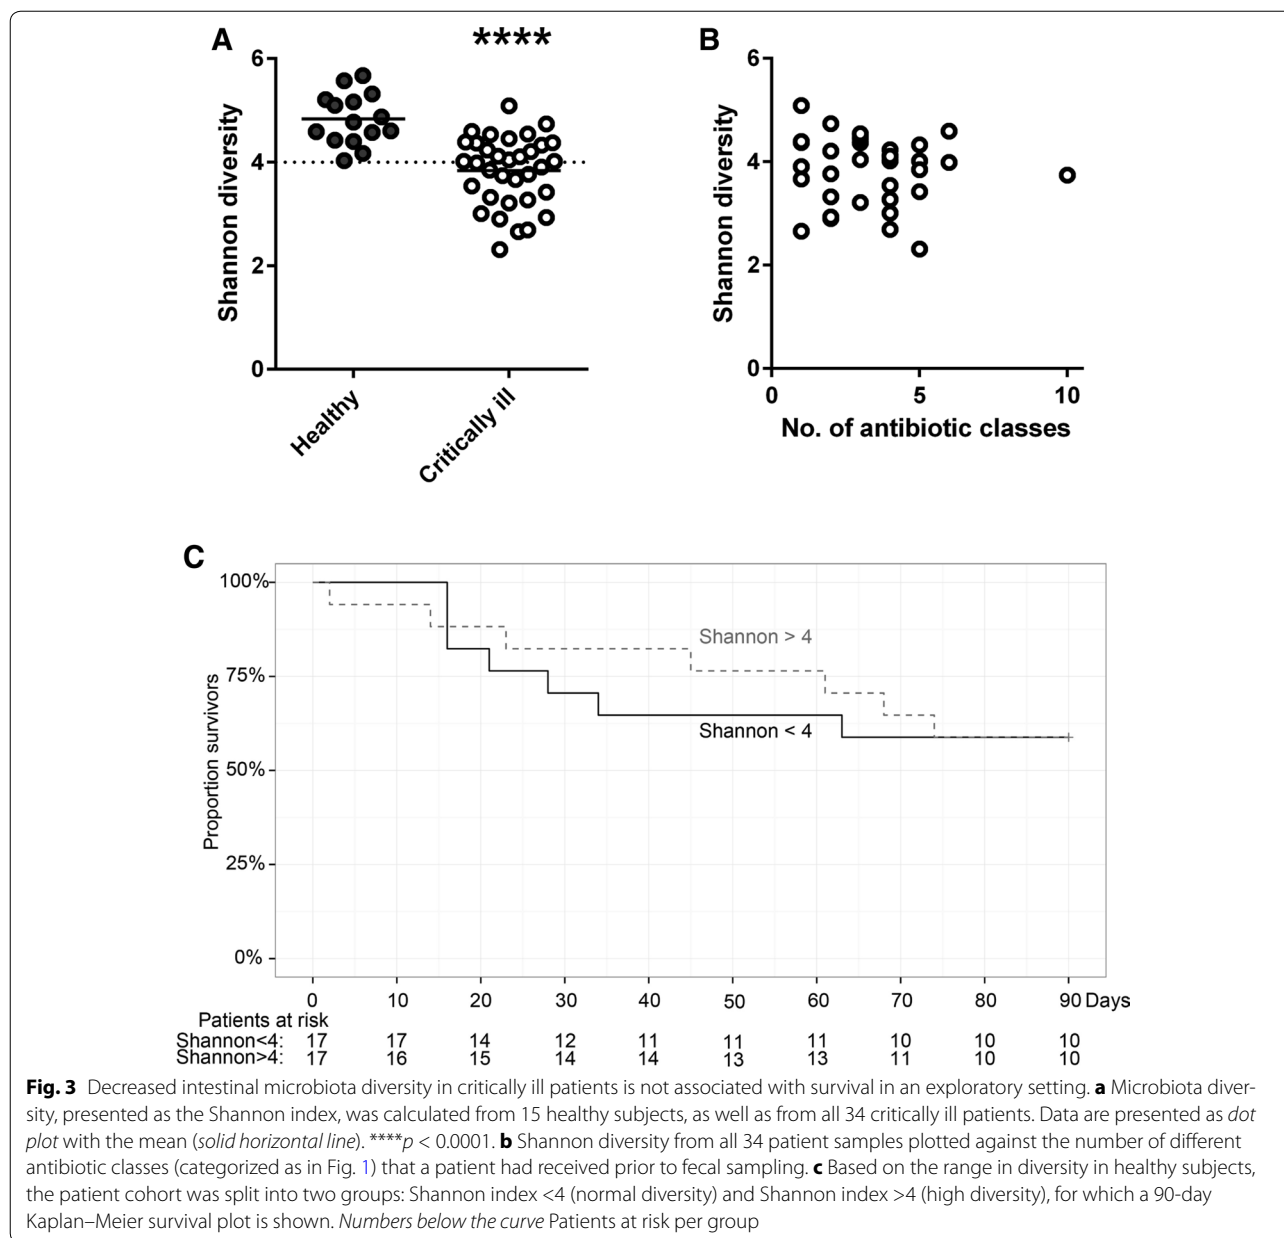 A
****
6
4
2
0
Shannon diversity
Healthy
Critically ill
B
6
4
2
0
Shannon diversity
0 5 10
No. of antibiotic classes
C
100%
75%
50%
25%
0%
Proportion survivors
Shannon > 4
Shannon < 4
0 10 20 30 40 50 60 70 80 90 Days
Patients at risk
Shannon<4: 17 17 14 12 11 11 11 10 10 10
Shannon>4: 17 16 15 14 14 13 13 11 10 10
Fig. 3 Decreased intestinal microbiota diversity in critically ill patients is not associated with survival in an exploratory setting. a Microbiota diver-
sity, presented as the Shannon index, was calculated from 15 healthy subjects, as well as from all 34 critically ill patients. Data are presented as dot
plot with the mean (solid horizontal line). ****p < 0.0001. b Shannon diversity from all 34 patient samples plotted against the number of different
antibiotic classes (categorized as in Fig. 1) that a patient had received prior to fecal sampling. c Based on the range in diversity in healthy subjects,
the patient cohort was split into two groups: Shannon index <4 (normal diversity) and Shannon index >4 (high diversity), for which a 90-day
Kaplan–Meier survival plot is shown. Numbers below the curve Patients at risk per group